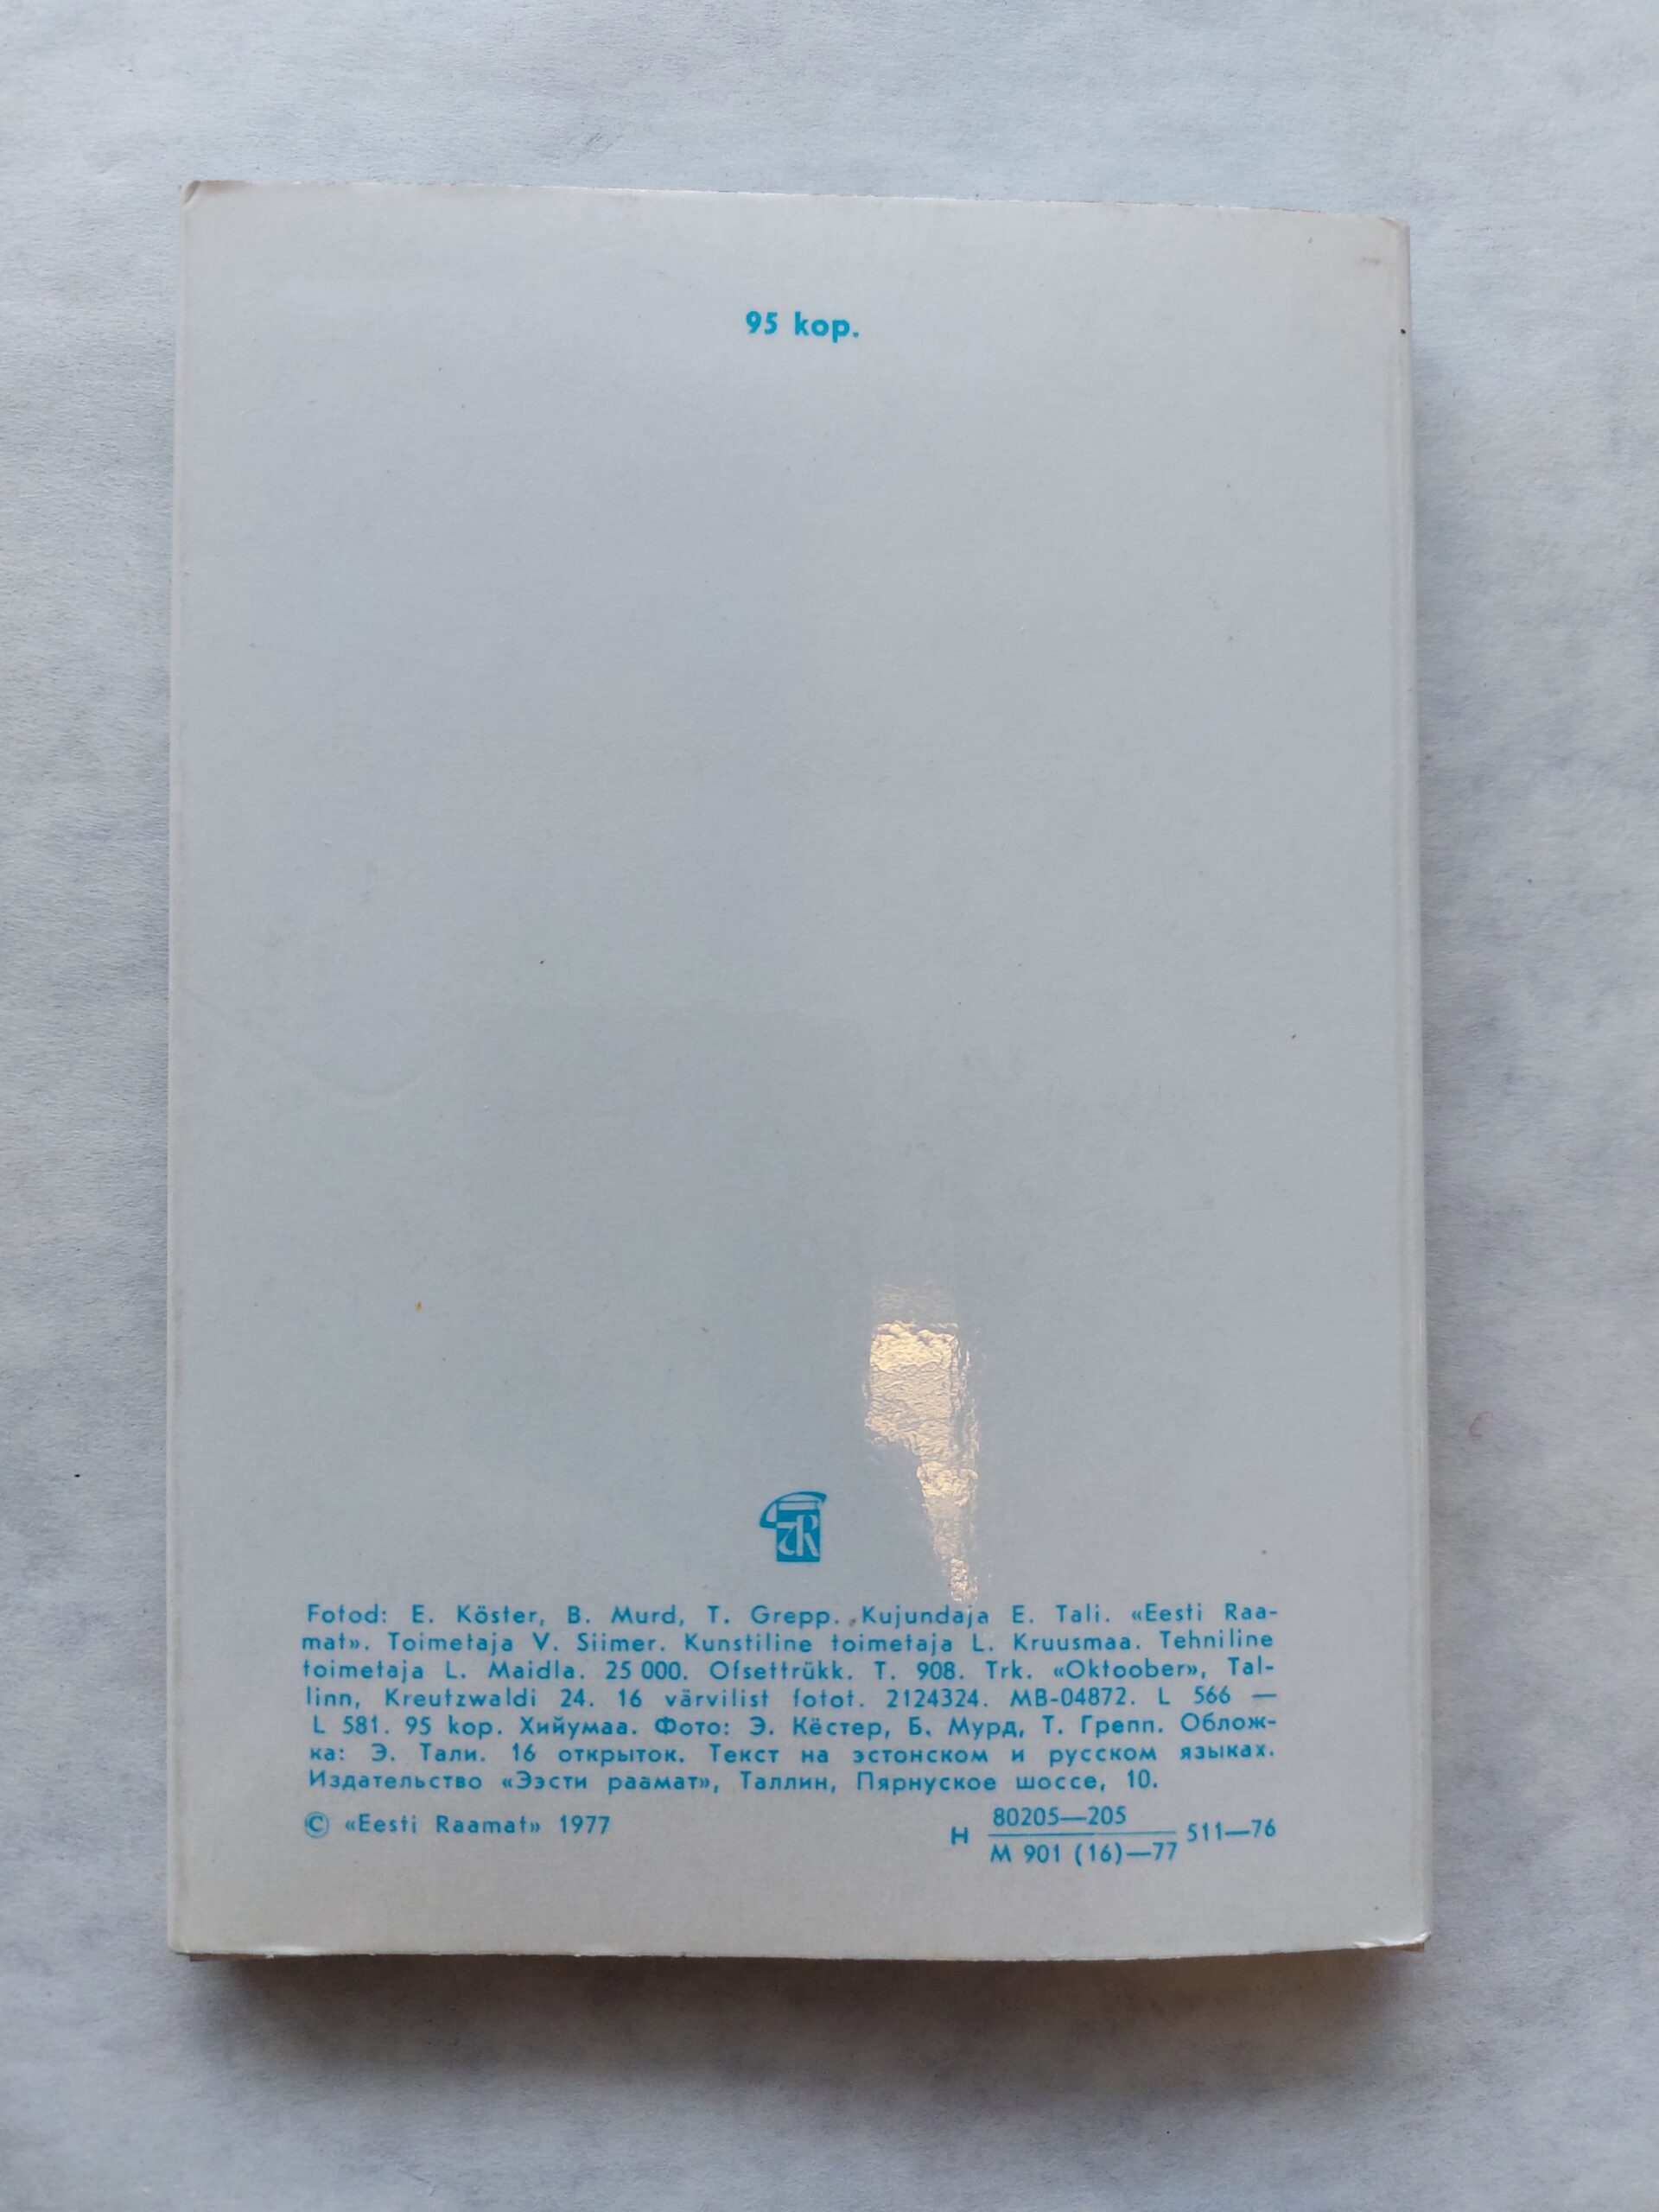 95 kop.
Fotod: E. Köster, B. Murd, T. Grepp. Kujundaja E. Tali. «Eesti Raa-
mat». Toimetaja V. Siimer. Kunstiline toimetaja L. Kruusmaa. Tehniline
toimetaja L. Maidla. 25 000. Ofsettrükk. T. 908. Trk. «Oktoober», Tal-
linn, Kreutzwaldi 24. 16 värvilist fotot. 2124324. MB-04872. L 566 —
L 581. 95 kop. Хийумаа. Фото: Э. Кёстер, Б. Мурд, Т. Грепп. Облож-
ка: Э. Тали. 16 открыток. Текст на эстонском и русском языках.
Издательство «Ээсти раамат», Таллин, Пярнуское шоссе, 10.
© «Eesti Raamat» 1977
80205—205
Н 511—76
М 901 (16)—77